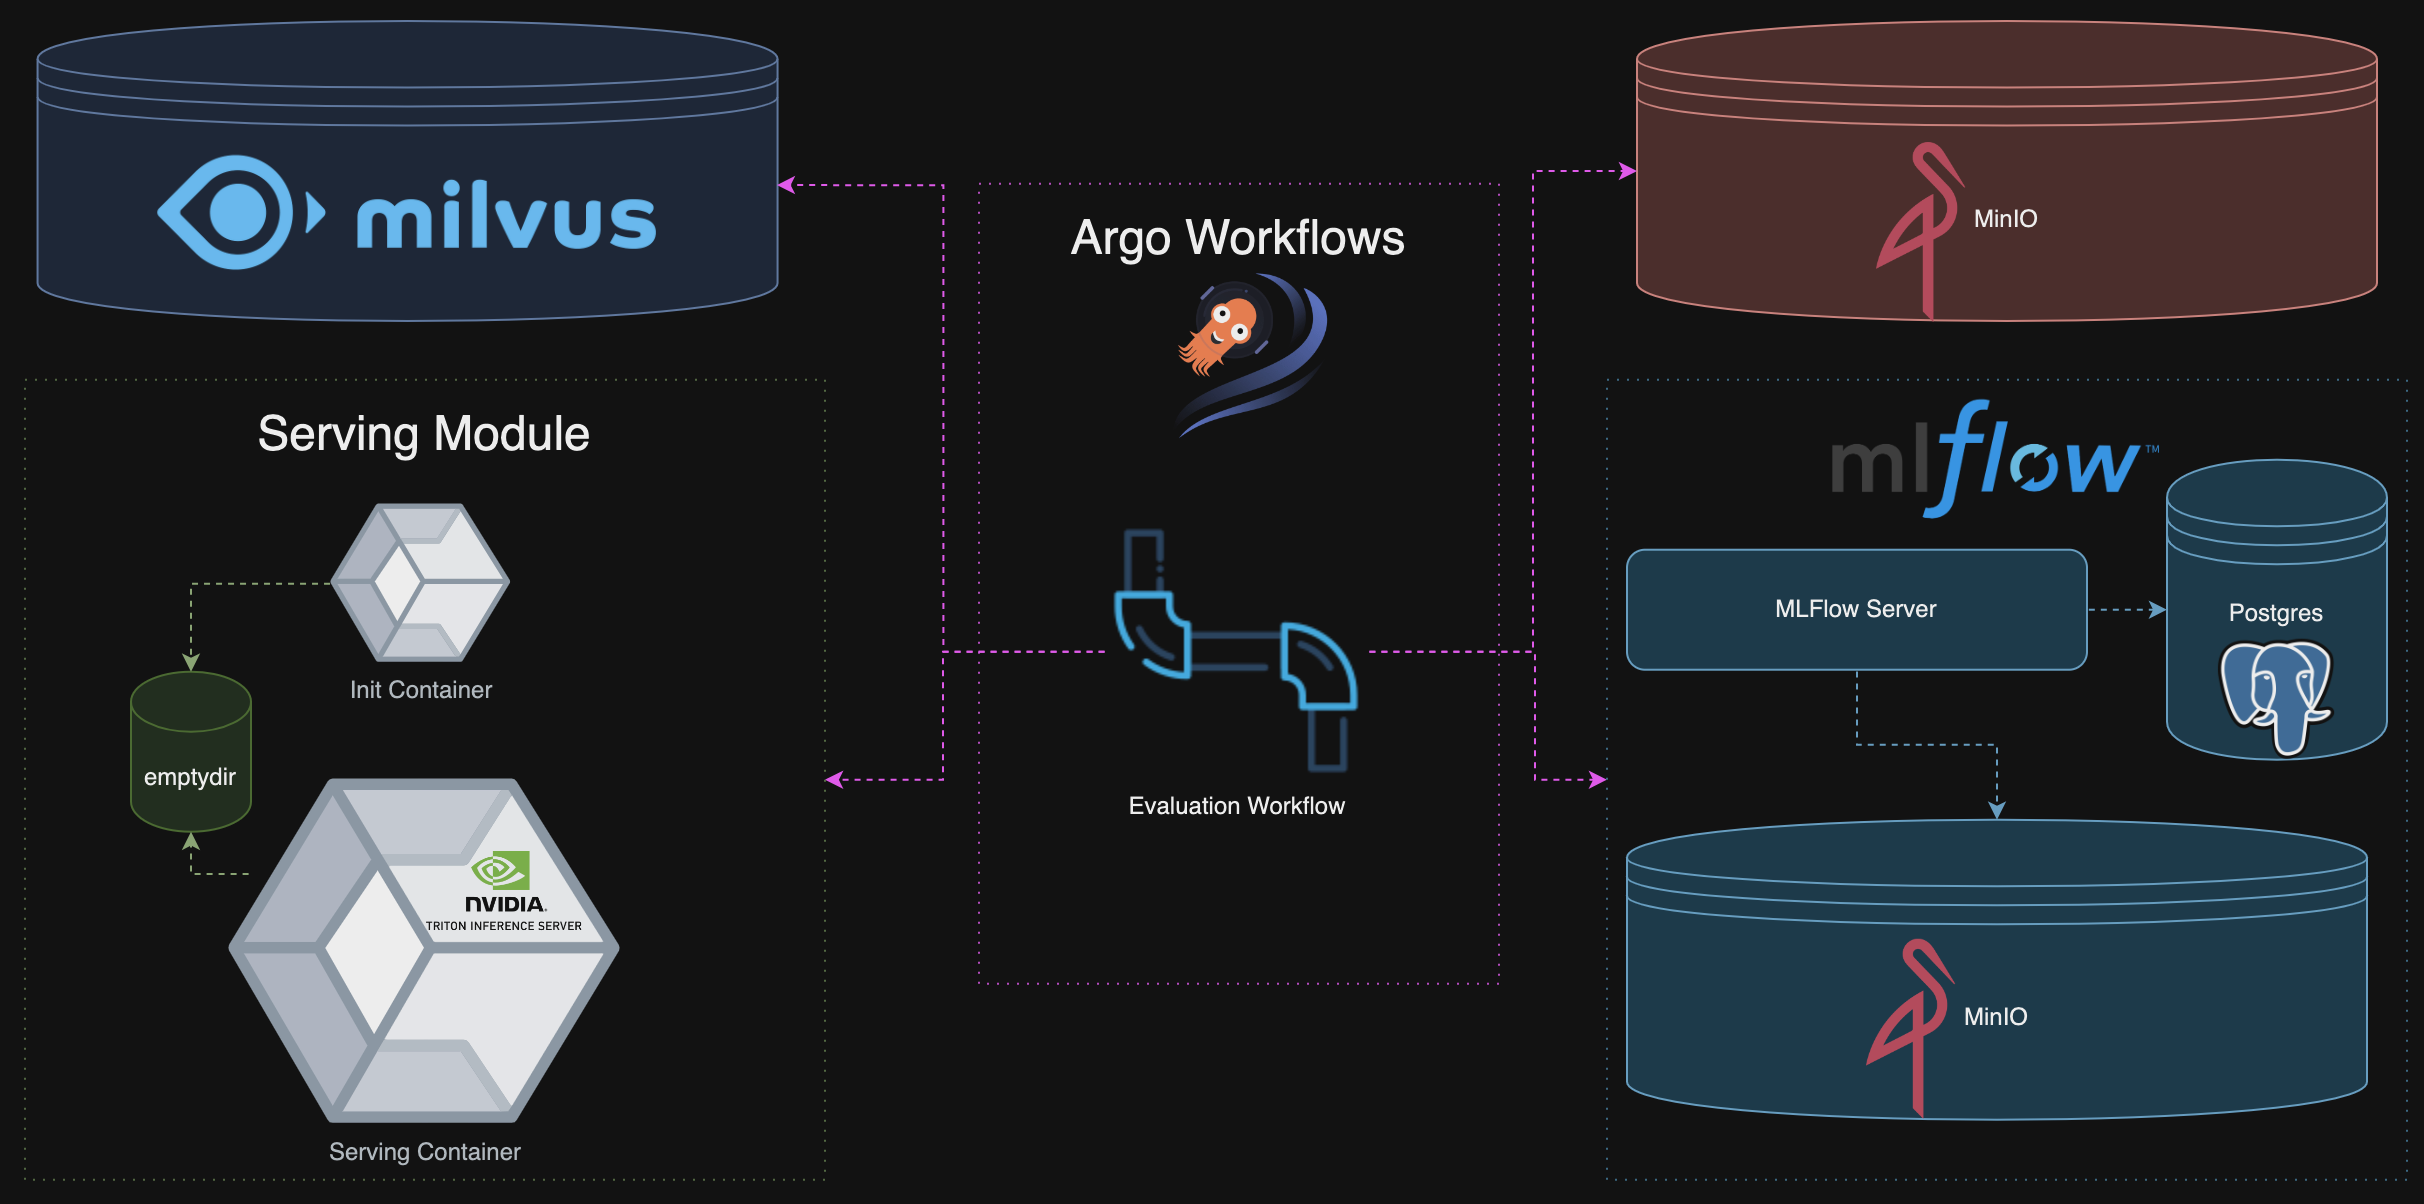 milvus
MinIO
Argo Workflows
Serving Module
mlflow™
MLFlow Server
Postgres
Init Container
emptydir
Evaluation Workflow
NVIDIA.
TRITON INFERENCE SERVER
MinIO
Serving Container